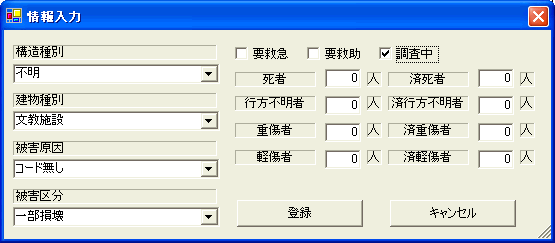 情報入力
構造種別
不明
建物種別
文教施設
被害原因
コード無し
被害区分
一部損壊
要救急 要救助 調査中
死者 0 人 済死者 0 人
行方不明者 0 人 済行方不明者 0 人
重傷者 0 人 済重傷者 0 人
軽傷者 0 人 済軽傷者 0 人
登録 キャンセル